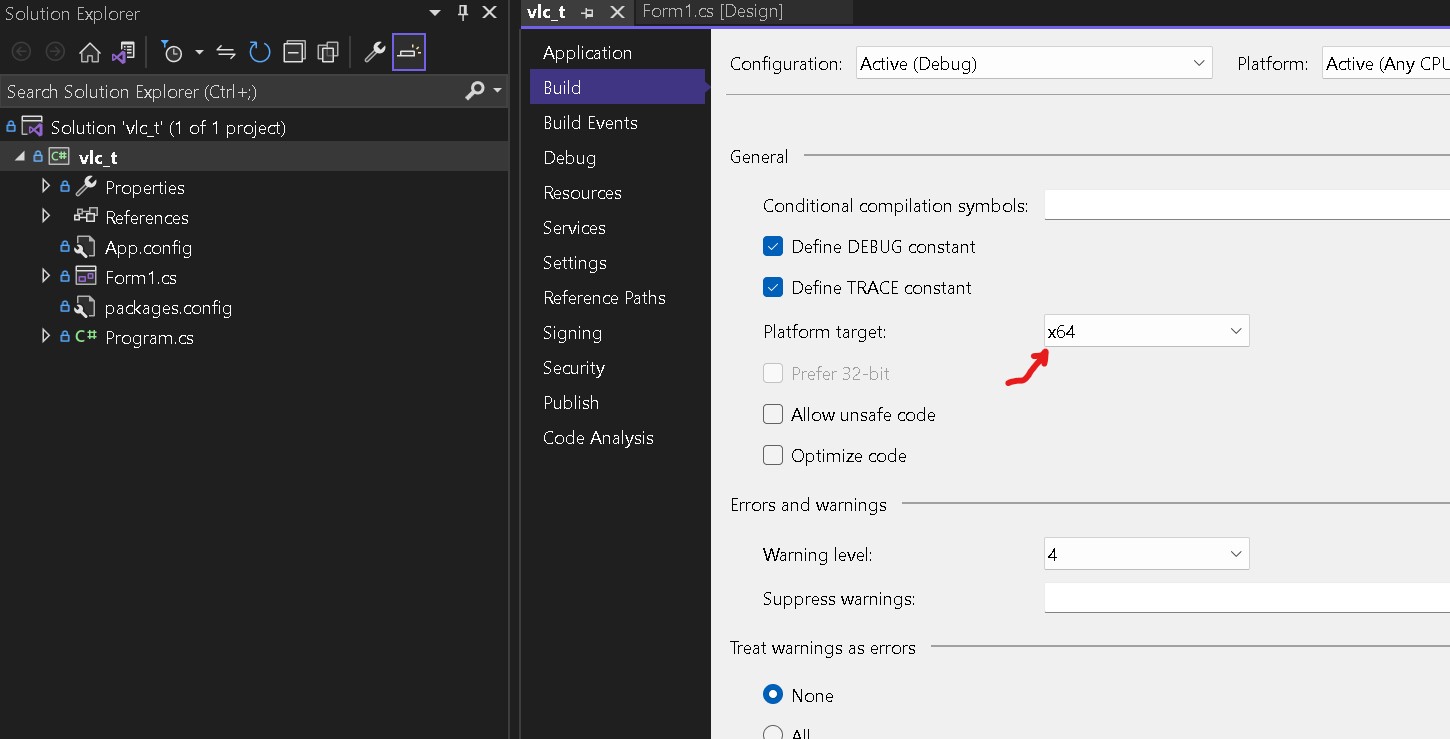 Solution Explorer
Search Solution Explorer (Ctrl+;)
Solution 'vlc_t' (1 of 1 project)
C# vlc_t
Properties
References
App.config
Form1.cs
packages.config
C# Program.cs
vlc_t
Form1.cs [Design]
Application
Build
Build Events
Debug
Resources
Services
Settings
Reference Paths
Signing
Security
Publish
Code Analysis
Configuration: Active (Debug) Platform: Active (Any CPU
General
Conditional compilation symbols:
Define DEBUG constant
Define TRACE constant
Platform target: x64
Prefer 32-bit
Allow unsafe code
Optimize code
Errors and warnings
Warning level: 4
Suppress warnings:
Treat warnings as errors
None
All